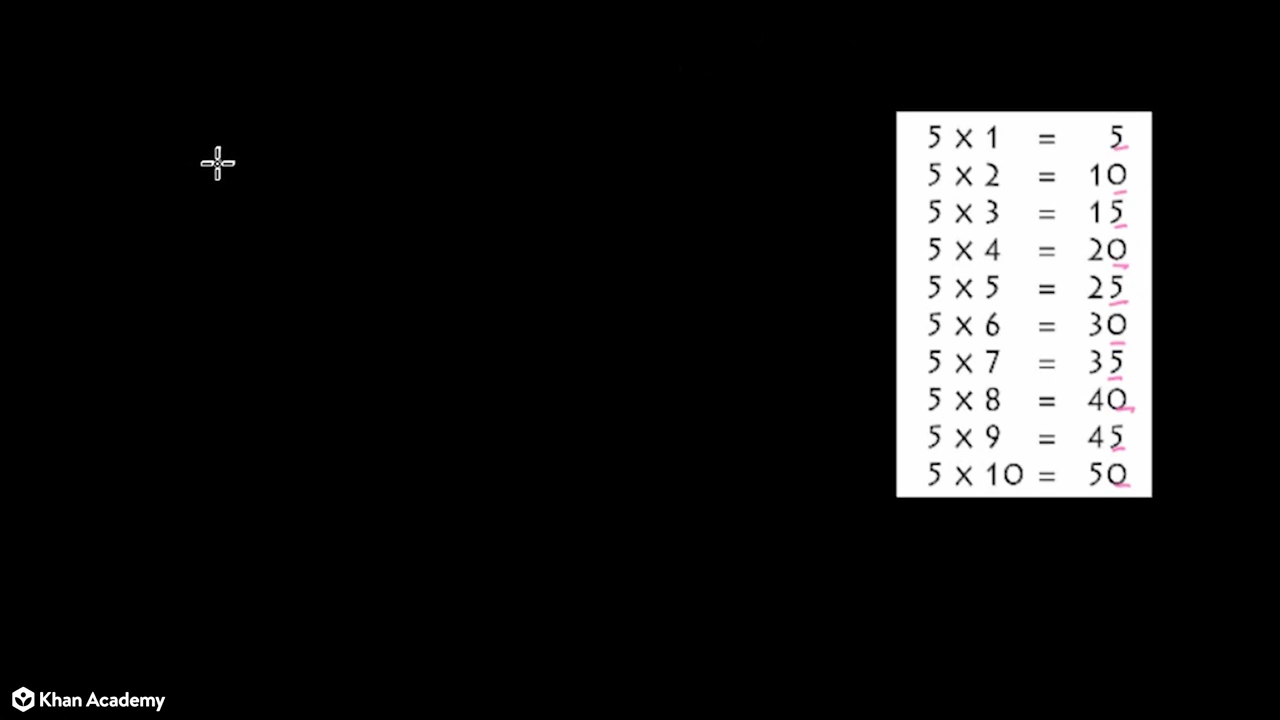 5 x 1 = 5
5 x 2 = 10
5 x 3 = 15
5 x 4 = 20
5 x 5 = 25
5 x 6 = 30
5 x 7 = 35
5 x 8 = 40
5 x 9 = 45
5 x 10 = 50
Khan Academy